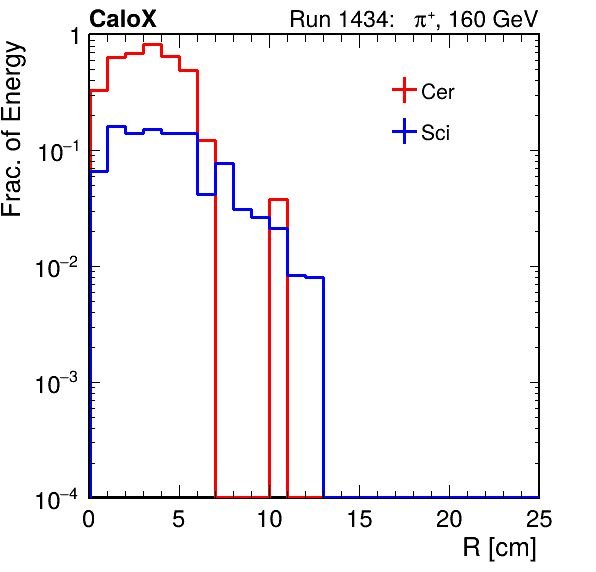 CaloX Run 1434: π⁺, 160 GeV
Frac. of Energy
Cer
Sci
1
10⁻¹
10⁻²
10⁻³
10⁻⁴
0 5 10 15 20 25
R [cm]